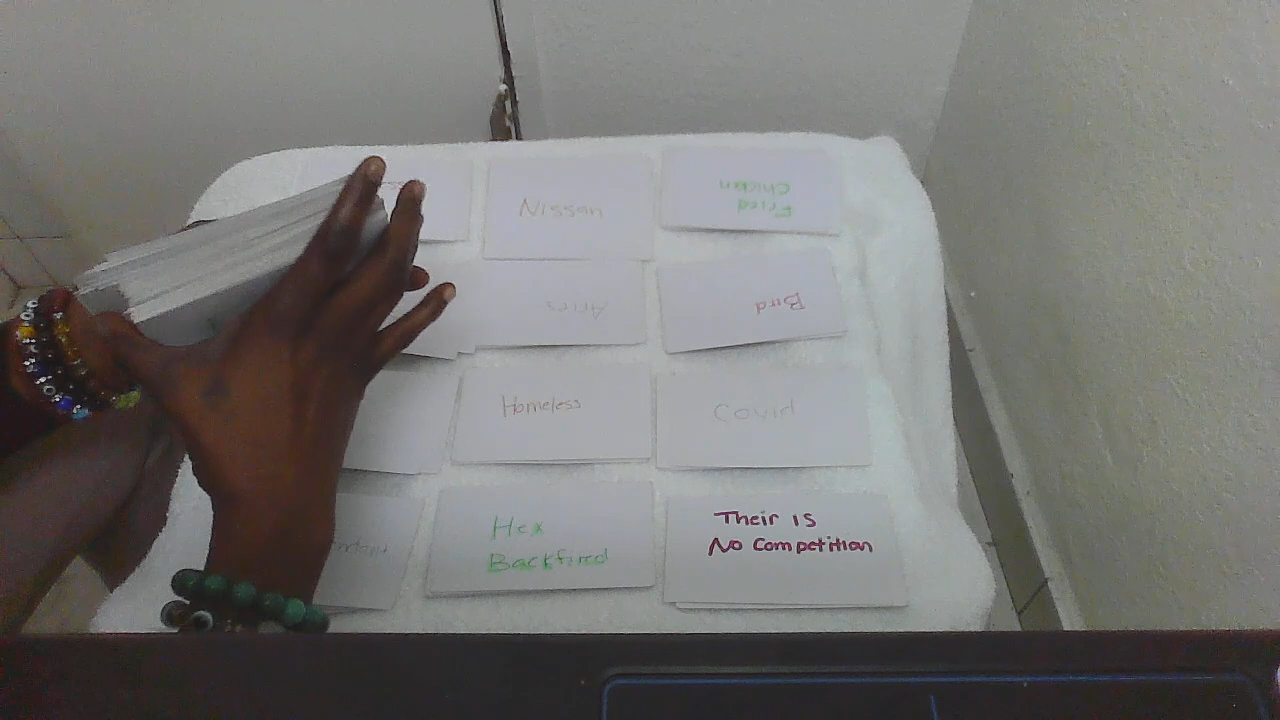 Nissan
Fried
Chicken
Aries
Bird
Homeless
Covid
Hex
Backfired
Their is
No Competition